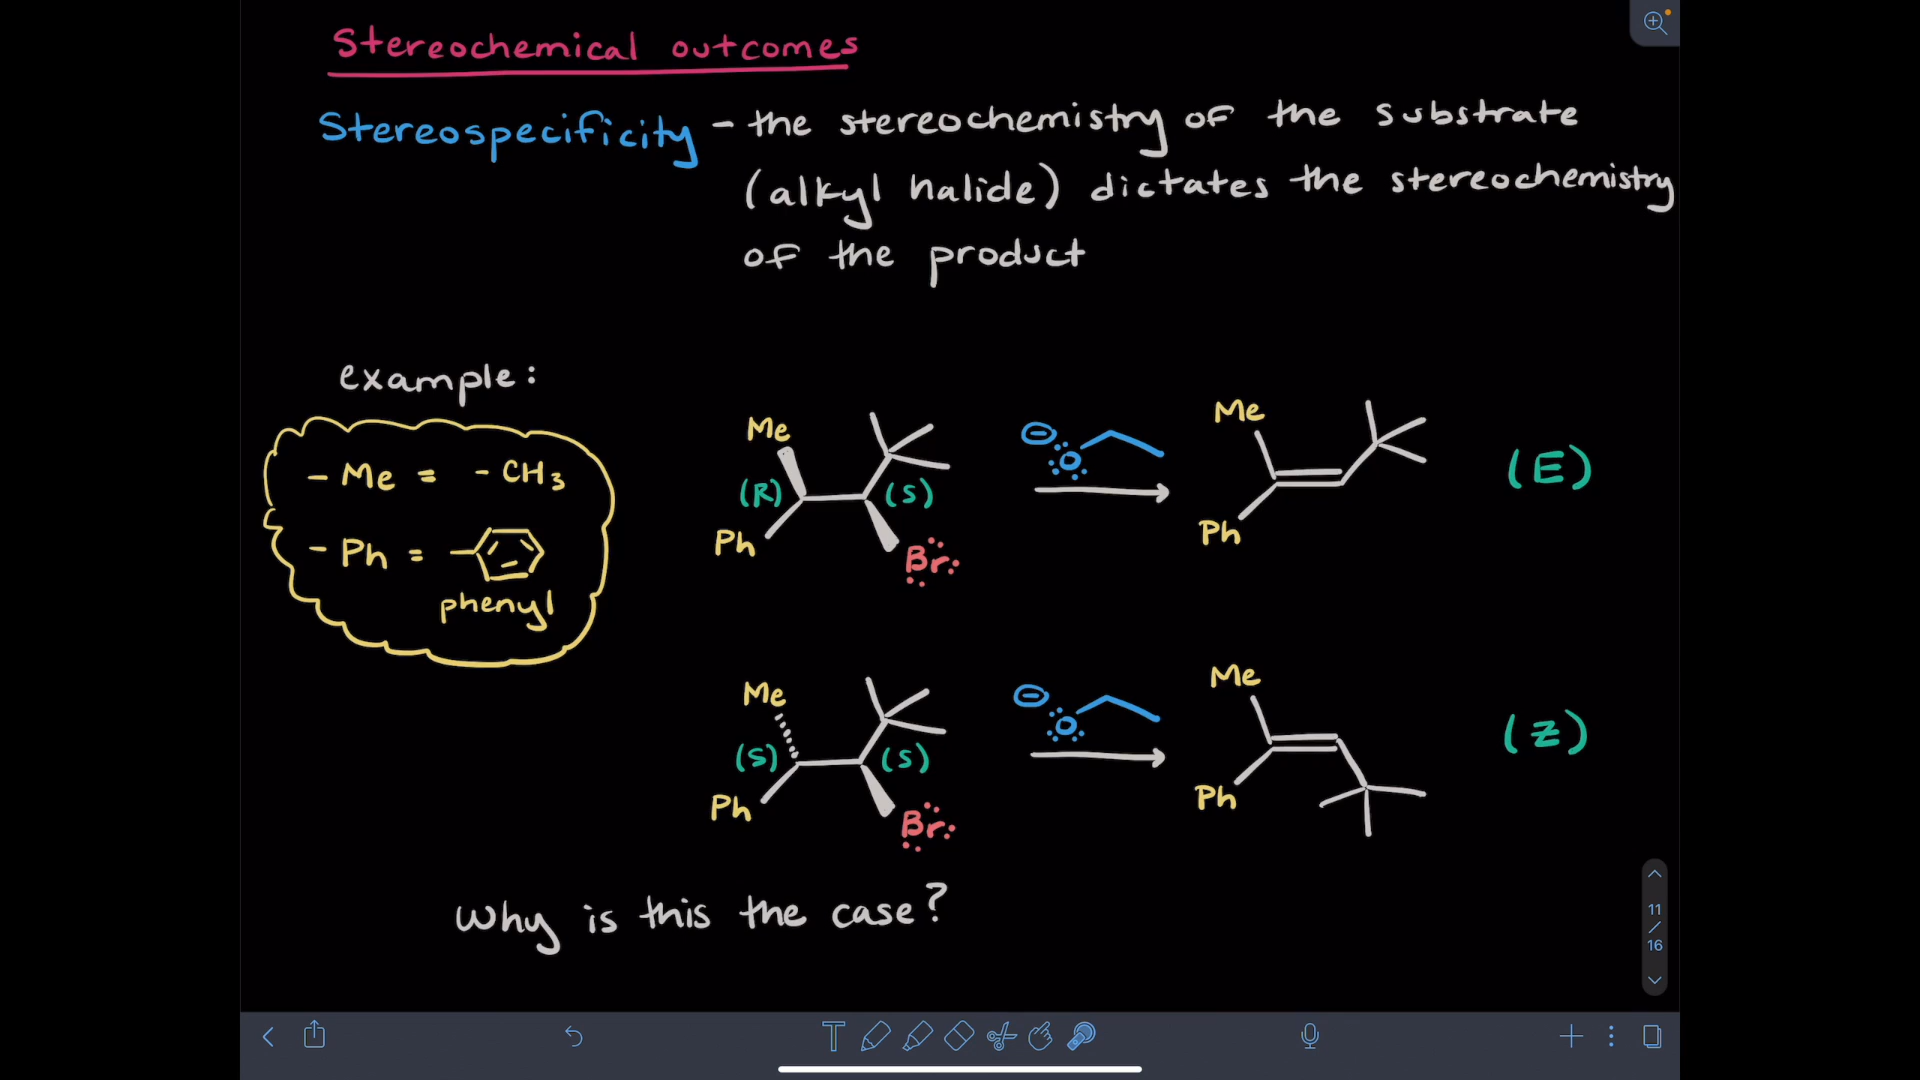 Stereochemical outcomes
Stereospecificity - the stereochemistry of the substrate
(alkyl halide) dictates the stereochemistry
of the product
example:
- Me = - CH3
- Ph =
phenyl
Me
(R) (S)
Ph
Br
⊖
O
Me
Ph
(E)
Me
(S) (S)
Ph
Br
⊖
O
Me
Ph
(Z)
Why is this the case?
11
/
16
T